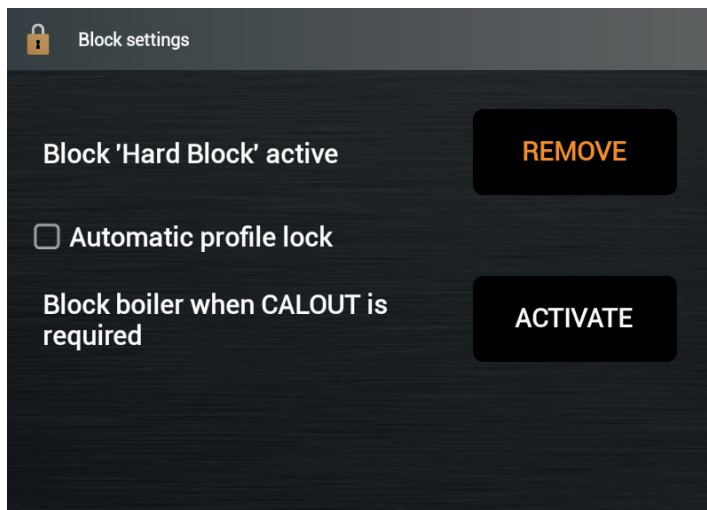 Block settings
Block 'Hard Block' active
REMOVE
Automatic profile lock
Block boiler when CALOUT is
required
ACTIVATE